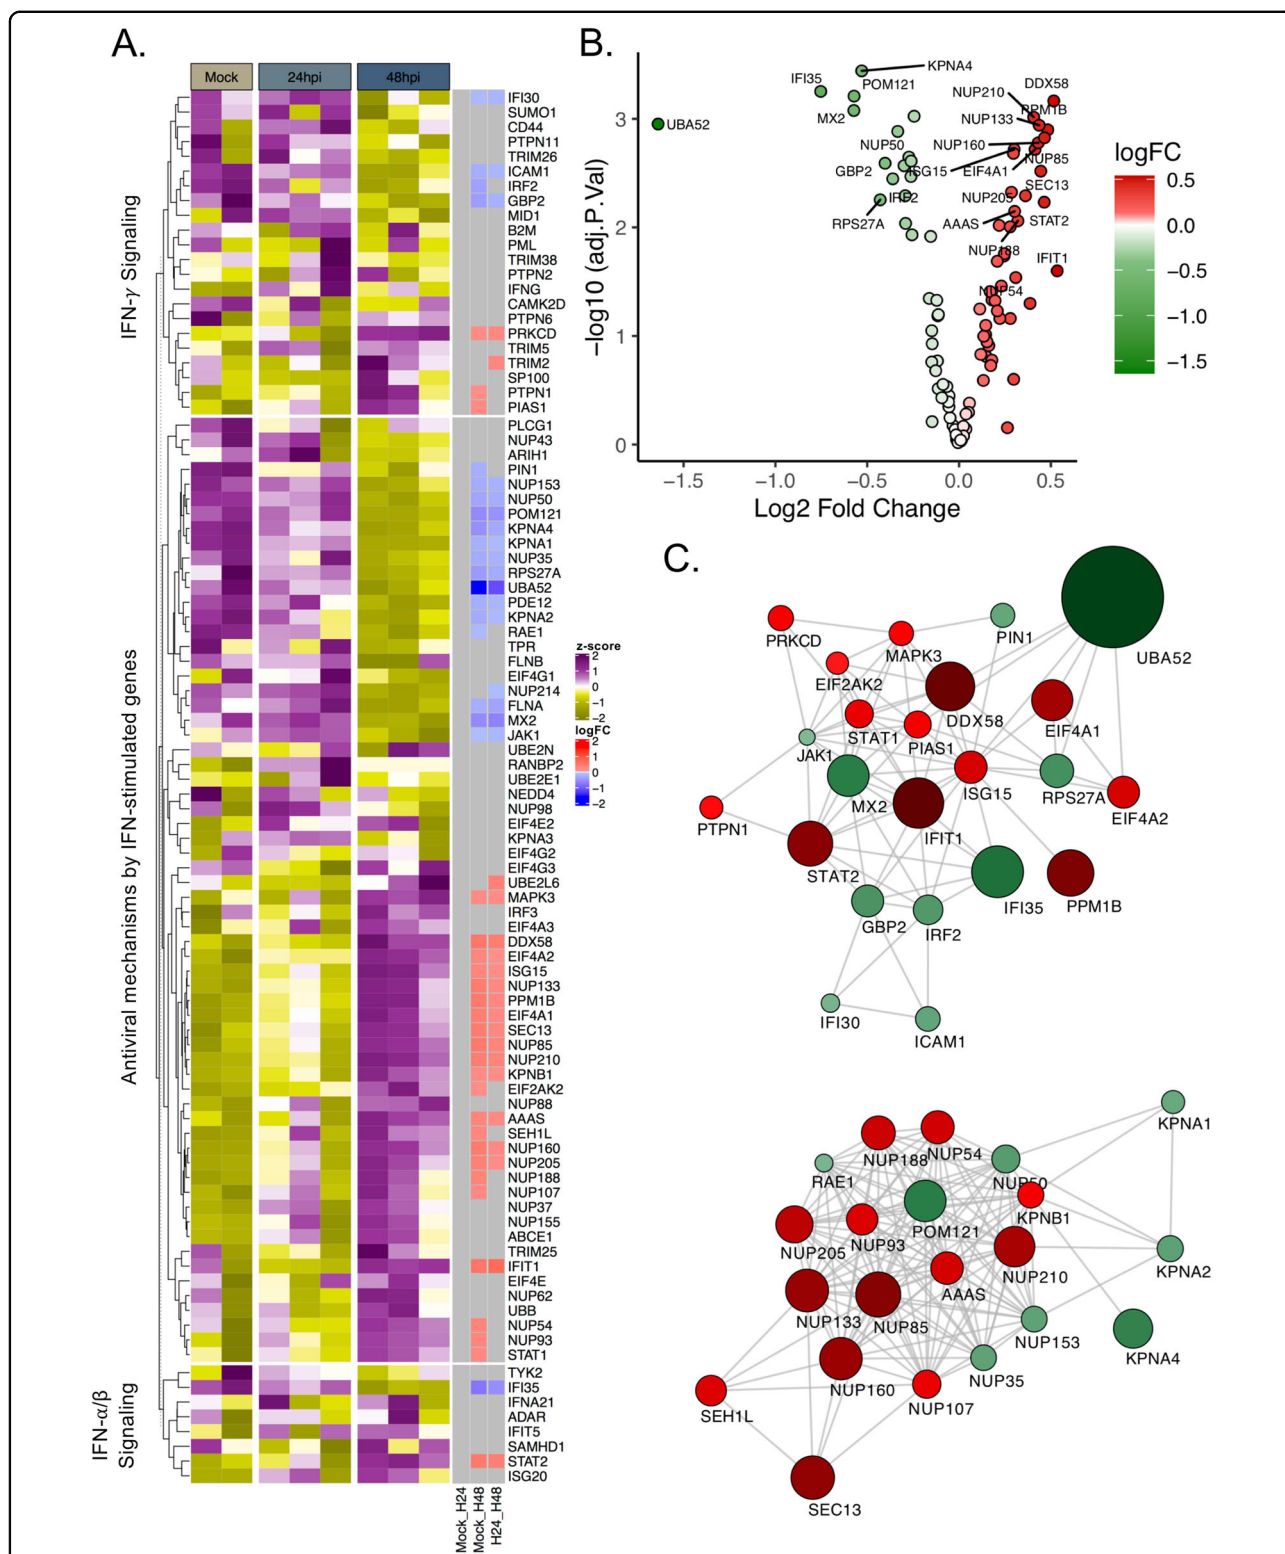 A.
Mock
24hpi
48hpi
IFN-γ Signaling
Antiviral mechanisms by IFN-stimulated genes
IFN-α/β
Signaling
IFI30
SUMO1
CD44
PTPN11
TRIM26
ICAM1
IRF2
GBP2
MID1
B2M
PML
TRIM38
PTPN2
IFNG
CAMK2D
PTPN6
PRKCD
TRIM5
TRIM2
SP100
PTPN1
PIAS1
PLCG1
NUP43
ARIH1
PIN1
NUP153
NUP50
POM121
KPNA4
KPNA1
NUP35
RPS27A
UBA52
PDE12
KPNA2
RAE1
TPR
FLNB
EIF4G1
NUP214
FLNA
MX2
JAK1
UBE2N
RANBP2
UBE2E1
NEDD4
NUP98
EIF4E2
KPNA3
EIF4G2
EIF4G3
UBE2L6
MAPK3
IRF3
EIF4A3
DDX58
EIF4A2
ISG15
NUP133
PPM1B
EIF4A1
SEC13
NUP85
NUP210
KPNB1
EIF2AK2
NUP88
AAAS
SEH1L
NUP160
NUP205
NUP188
NUP107
NUP37
NUP155
ABCE1
TRIM25
IFIT1
EIF4E
NUP62
UBB
NUP54
NUP93
STAT1
TYK2
IFI35
IFNA21
ADAR
IFIT5
SAMHD1
STAT2
ISG20
Mock_H24
Mock_H48
H24_H48
z-score
2
1
0
−1
−2
logFC
2
1
0
−1
−2
B.
−log10 (adj.P.Val)
3
2
1
0
−1.5
−1.0
−0.5
0.0
0.5
Log2 Fold Change
KPNA4
IFI35
POM121
MX2
UBA52
NUP50
GBP2
IRF2
RPS27A
DDX58
NUP210
PPM1B
NUP133
NUP160
NUP85
ISG15
EIF4A1
SEC13
NUP205
AAAS
STAT2
NUP188
IFIT1
NUP54
logFC
0.5
0.0
−0.5
−1.0
−1.5
C.
UBA52
PRKCD
MAPK3
PIN1
EIF2AK2
DDX58
EIF4A1
STAT1
PIAS1
JAK1
MX2
ISG15
RPS27A
EIF4A2
PTPN1
IFIT1
STAT2
IFI35
PPM1B
GBP2
IRF2
IFI30
ICAM1
KPNA1
NUP188
NUP54
RAE1
NUP50
KPNB1
POM121
NUP205
NUP93
NUP210
KPNA2
AAAS
NUP133
NUP85
NUP153
KPNA4
NUP160
NUP35
SEH1L
NUP107
SEC13